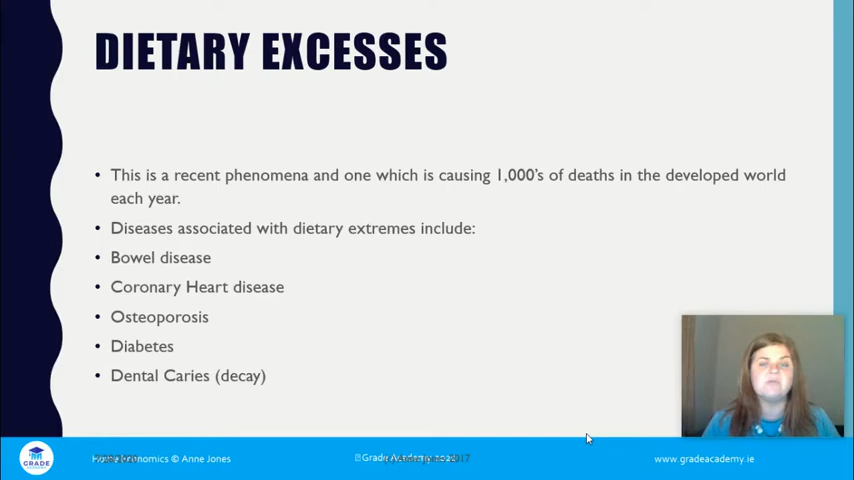 DIETARY EXCESSES
• This is a recent phenomena and one which is causing 1,000's of deaths in the developed world
each year.
• Diseases associated with dietary extremes include:
• Bowel disease
• Coronary Heart disease
• Osteoporosis
• Diabetes
• Dental Caries (decay)
GRADE
ACADEMY
Home Economics © Anne Jones
Grade Academy 2020
2017
www.gradeacademy.ie